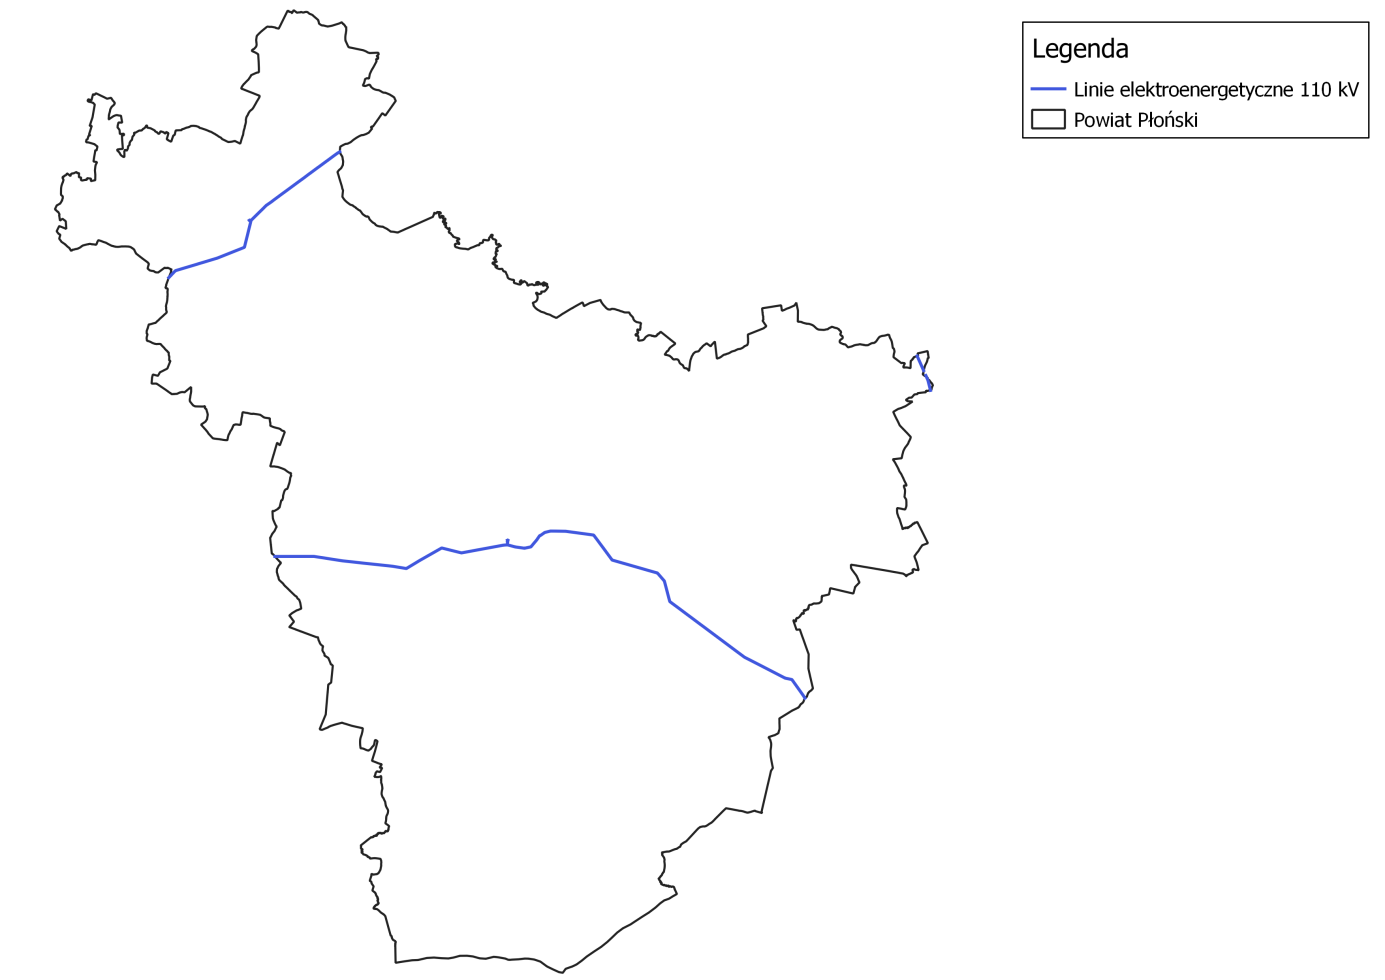 Legenda
Linie elektroenergetyczne 110 kV
Powiat Płoński